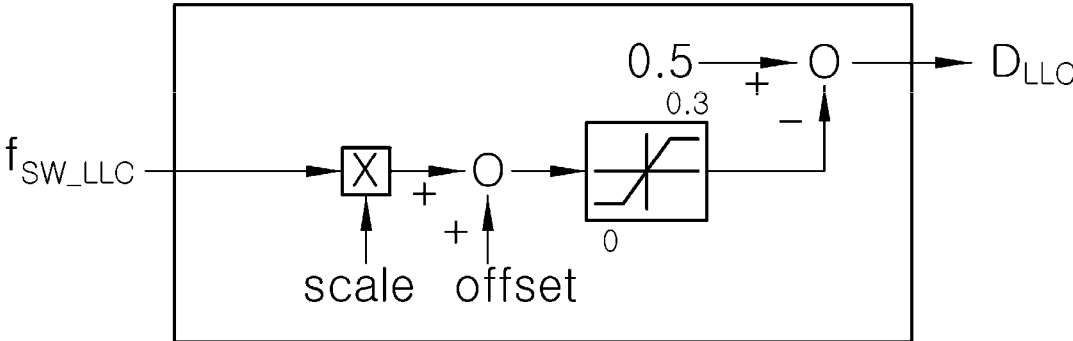 0.5
+
O
D_LLC
0.3
−
f_SW_LLC
X
+
O
+
0
scale
offset